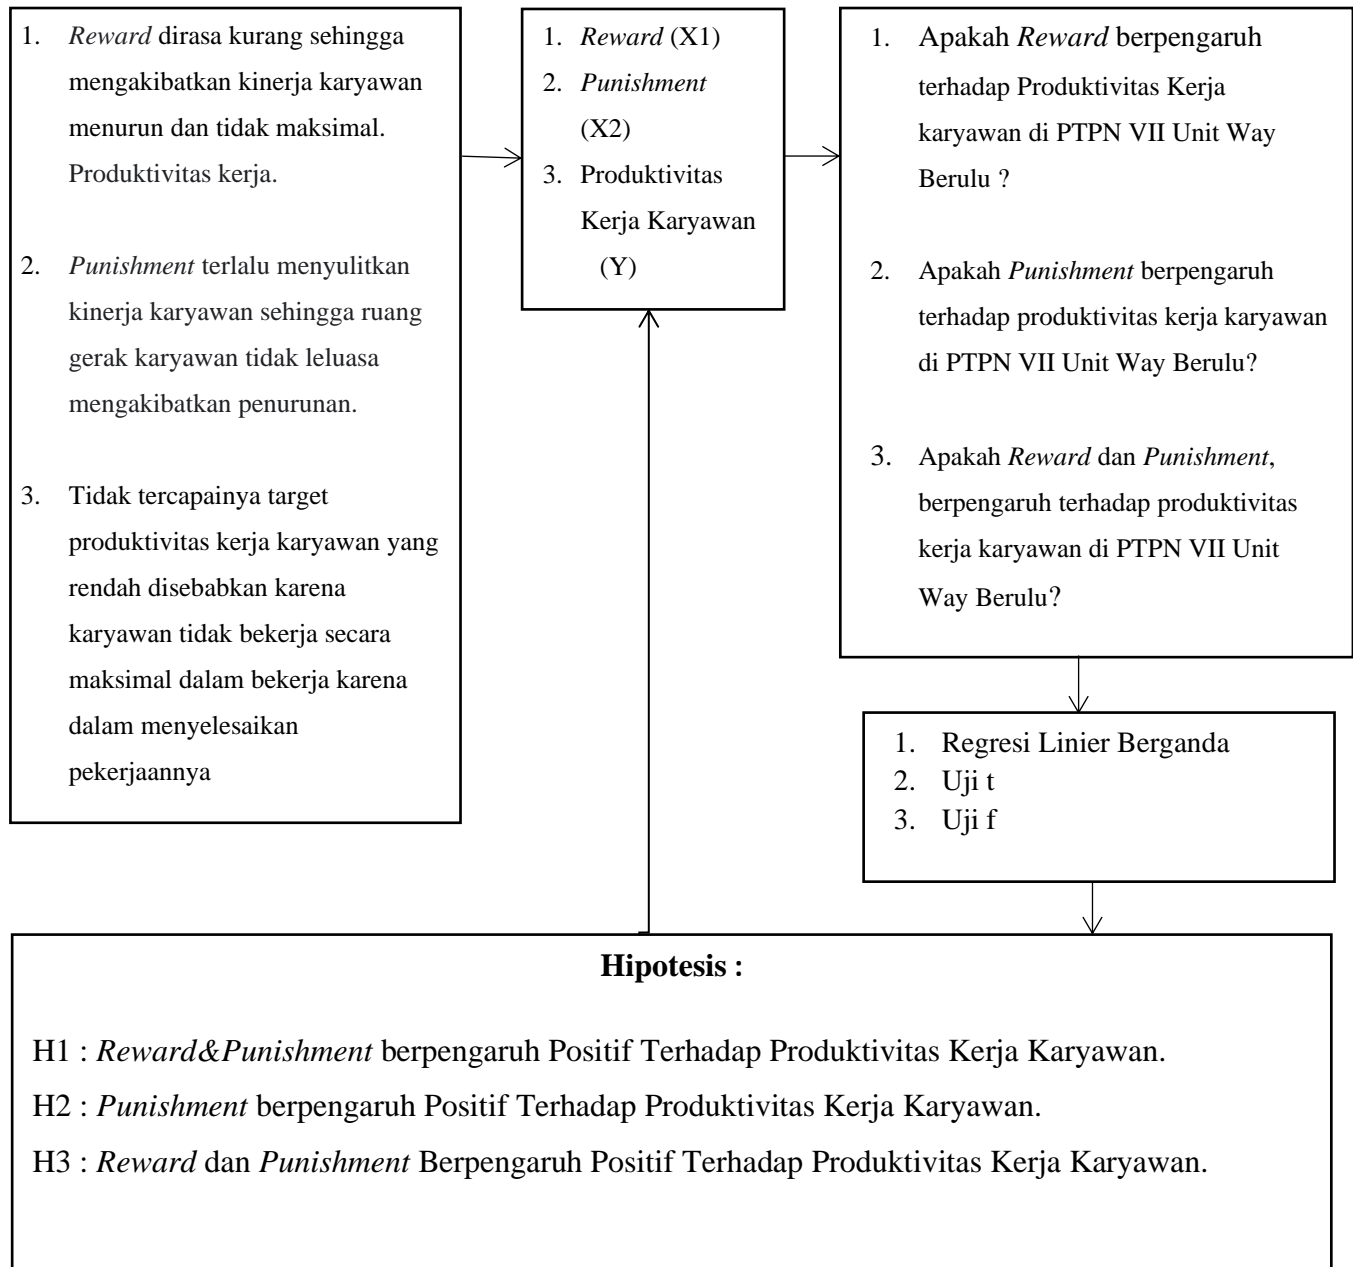 1. Reward dirasa kurang sehingga
mengakibatkan kinerja karyawan
menurun dan tidak maksimal.
Produktivitas kerja.
2. Punishment terlalu menyulitkan
kinerja karyawan sehingga ruang
gerak karyawan tidak leluasa
mengakibatkan penurunan.
3. Tidak tercapainya target
produktivitas kerja karyawan yang
rendah disebabkan karena
karyawan tidak bekerja secara
maksimal dalam bekerja karena
dalam menyelesaikan
pekerjaannya
1. Reward (X1)
2. Punishment
(X2)
3. Produktivitas
Kerja Karyawan
(Y)
1. Apakah Reward berpengaruh
terhadap Produktivitas Kerja
karyawan di PTPN VII Unit Way
Berulu ?
2. Apakah Punishment berpengaruh
terhadap produktivitas kerja karyawan
di PTPN VII Unit Way Berulu?
3. Apakah Reward dan Punishment,
berpengaruh terhadap produktivitas
kerja karyawan di PTPN VII Unit
Way Berulu?
1. Regresi Linier Berganda
2. Uji t
3. Uji f
Hipotesis :
H1 : Reward&Punishment berpengaruh Positif Terhadap Produktivitas Kerja Karyawan.
H2 : Punishment berpengaruh Positif Terhadap Produktivitas Kerja Karyawan.
H3 : Reward dan Punishment Berpengaruh Positif Terhadap Produktivitas Kerja Karyawan.